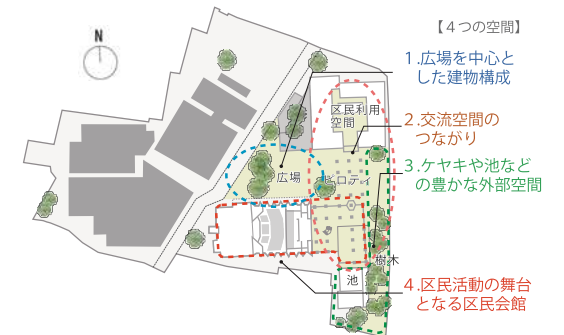 N
【４つの空間】
１.広場を中心と
した建物構成
区民利用
空間
２.交流空間の
つながり
３.ケヤキや池など
の豊かな外部空間
広場
ピロティ
樹木
池
４.区民活動の舞台
となる区民会館